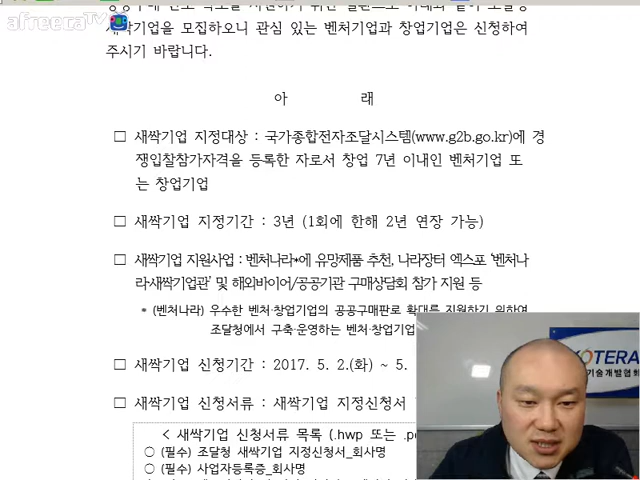 afreecaTV
새싹기업을 모집하오니 관심 있는 벤처기업과 창업기업은 신청하여
주시기 바랍니다.
아 래
□ 새싹기업 지정대상 : 국가종합전자조달시스템(www.g2b.go.kr)에 경
쟁입찰참가자격을 등록한 자로서 창업 7년 이내인 벤처기업 또
는 창업기업
□ 새싹기업 지정기간 : 3년 (1회에 한해 2년 연장 가능)
□ 새싹기업 지원사업 : 벤처나라*에 유망제품 추천, 나라장터 엑스포 '벤처나
라·새싹기업관' 및 해외바이어/공공기관 구매상담회 참가 지원 등
* (벤처나라) 우수한 벤처·창업기업의 공공구매판로 확대를 지원하기 위하여
조달청에서 구축·운영하는 벤처·창업기업
□ 새싹기업 신청기간 : 2017. 5. 2.(화) ~ 5.
□ 새싹기업 신청서류 : 새싹기업 지정신청서
< 새싹기업 신청서류 목록 (.hwp 또는
○ (필수) 조달청 새싹기업 지정신청서_회사명
○ (필수) 사업자등록증_회사명
KOTERA
기술개발협회